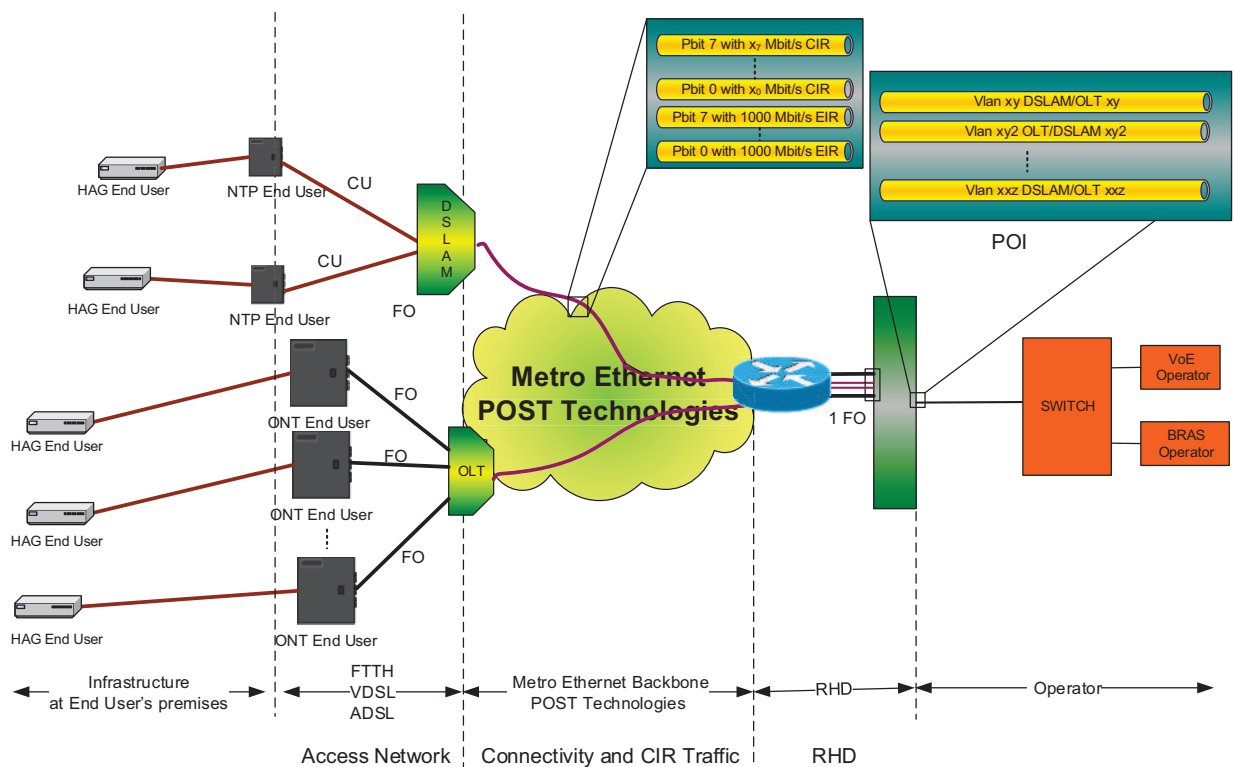 Pbit 7 with x7 Mbit/s CIR
Pbit 0 with x0 Mbit/s CIR
Pbit 7 with 1000 Mbit/s EIR
Pbit 0 with 1000 Mbit/s EIR
Vlan xy DSLAM/OLT xy
Vlan xy2 OLT/DSLAM xy2
Vlan xxz DSLAM/OLT xxz
POI
HAG End User
NTP End User
CU
DSLAM
HAG End User
NTP End User
CU
FO
HAG End User
ONT End User
FO
HAG End User
ONT End User
FO
OLT
HAG End User
ONT End User
FO
Metro Ethernet
POST Technologies
1 FO
SWITCH
VoE
Operator
BRAS
Operator
Infrastructure
at End User's premises
FTTH
VDSL
ADSL
Metro Ethernet Backbone
POST Technologies
RHD
Operator
Access Network
Connectivity and CIR Traffic
RHD